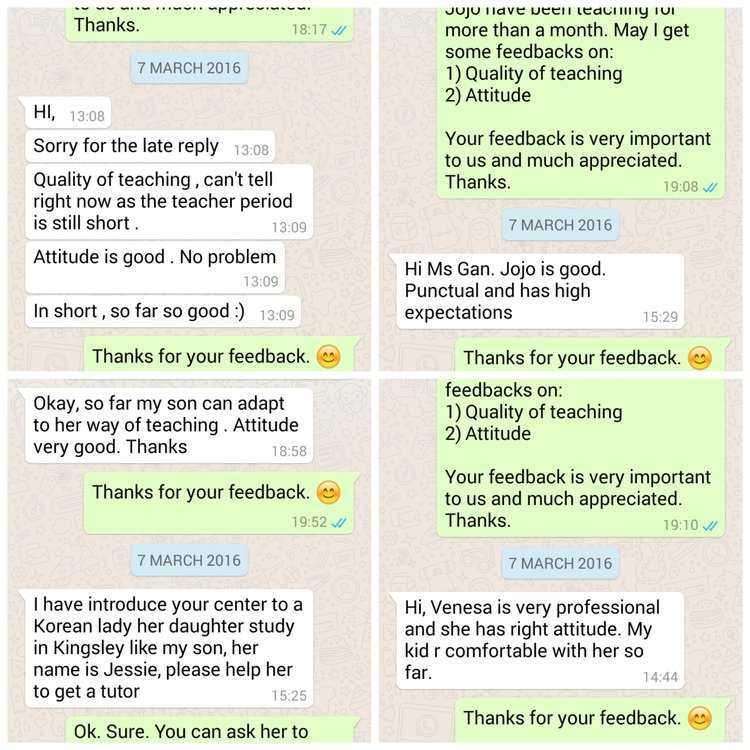 Thanks.
18:17
7 MARCH 2016
HI,
13:08
Sorry for the late reply
13:08
Quality of teaching , can't tell
right now as the teacher period
is still short .
13:09
Attitude is good . No problem
13:09
In short , so far so good :)
13:09
Thanks for your feedback. 😊
Jojo have been teaching for
more than a month. May I get
some feedbacks on:
1) Quality of teaching
2) Attitude
Your feedback is very important
to us and much appreciated.
Thanks.
19:08
7 MARCH 2016
Hi Ms Gan. Jojo is good.
Punctual and has high
expectations
15:29
Thanks for your feedback. 😊
Okay, so far my son can adapt
to her way of teaching . Attitude
very good. Thanks
18:58
Thanks for your feedback. 😊
19:52
7 MARCH 2016
I have introduce your center to a
Korean lady her daughter study
in Kingsley like my son, her
name is Jessie, please help her
to get a tutor
15:25
Ok. Sure. You can ask her to
feedbacks on:
1) Quality of teaching
2) Attitude
Your feedback is very important
to us and much appreciated.
Thanks.
19:10
7 MARCH 2016
Hi, Venesa is very professional
and she has right attitude. My
kid r comfortable with her so
far.
14:44
Thanks for your feedback. 😊